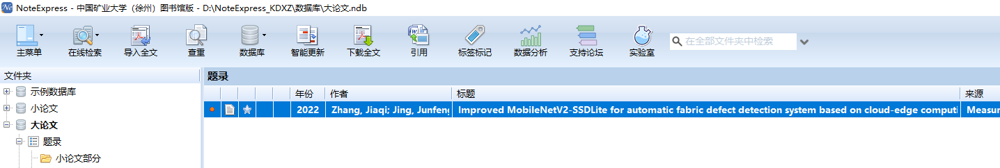 NoteExpress - 中国矿业大学（徐州）图书馆版 - D:\NoteExpress_KDXZ\数据库\大论文.ndb
主菜单 在线检索 导入全文 查重 数据库 智能更新 下载全文 引用 标签标记 数据分析 支持论坛 实验室 在全部文件夹中检索
文件夹 题录
示例数据库 年份 作者 标题 来源
小论文 2022 Zhang, Jiaqi; Jing, Junfeng Improved MobileNetV2-SSDLite for automatic fabric defect detection system based on cloud-edge computi Measur
大论文
题录
小论文部分